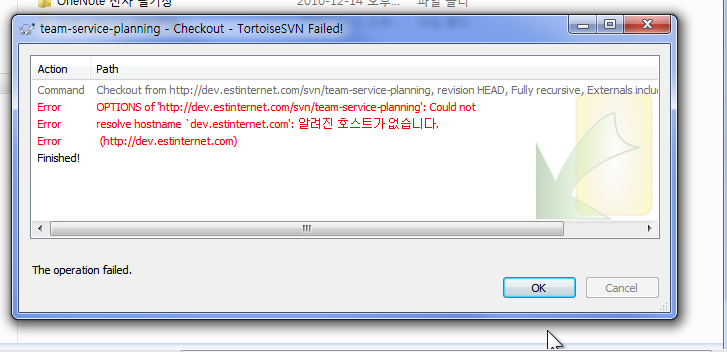 OneNote 전자 필기장
2010-12-14 오후...
파일 폴더
team-service-planning - Checkout - TortoiseSVN Failed!
Action Path
Command Checkout from http://dev.estinternet.com/svn/team-service-planning, revision HEAD, Fully recursive, Externals inclu
Error OPTIONS of 'http://dev.estinternet.com/svn/team-service-planning': Could not
Error resolve hostname `dev.estinternet.com': 알려진 호스트가 없습니다.
Error (http://dev.estinternet.com)
Finished!
The operation failed.
OK
Cancel